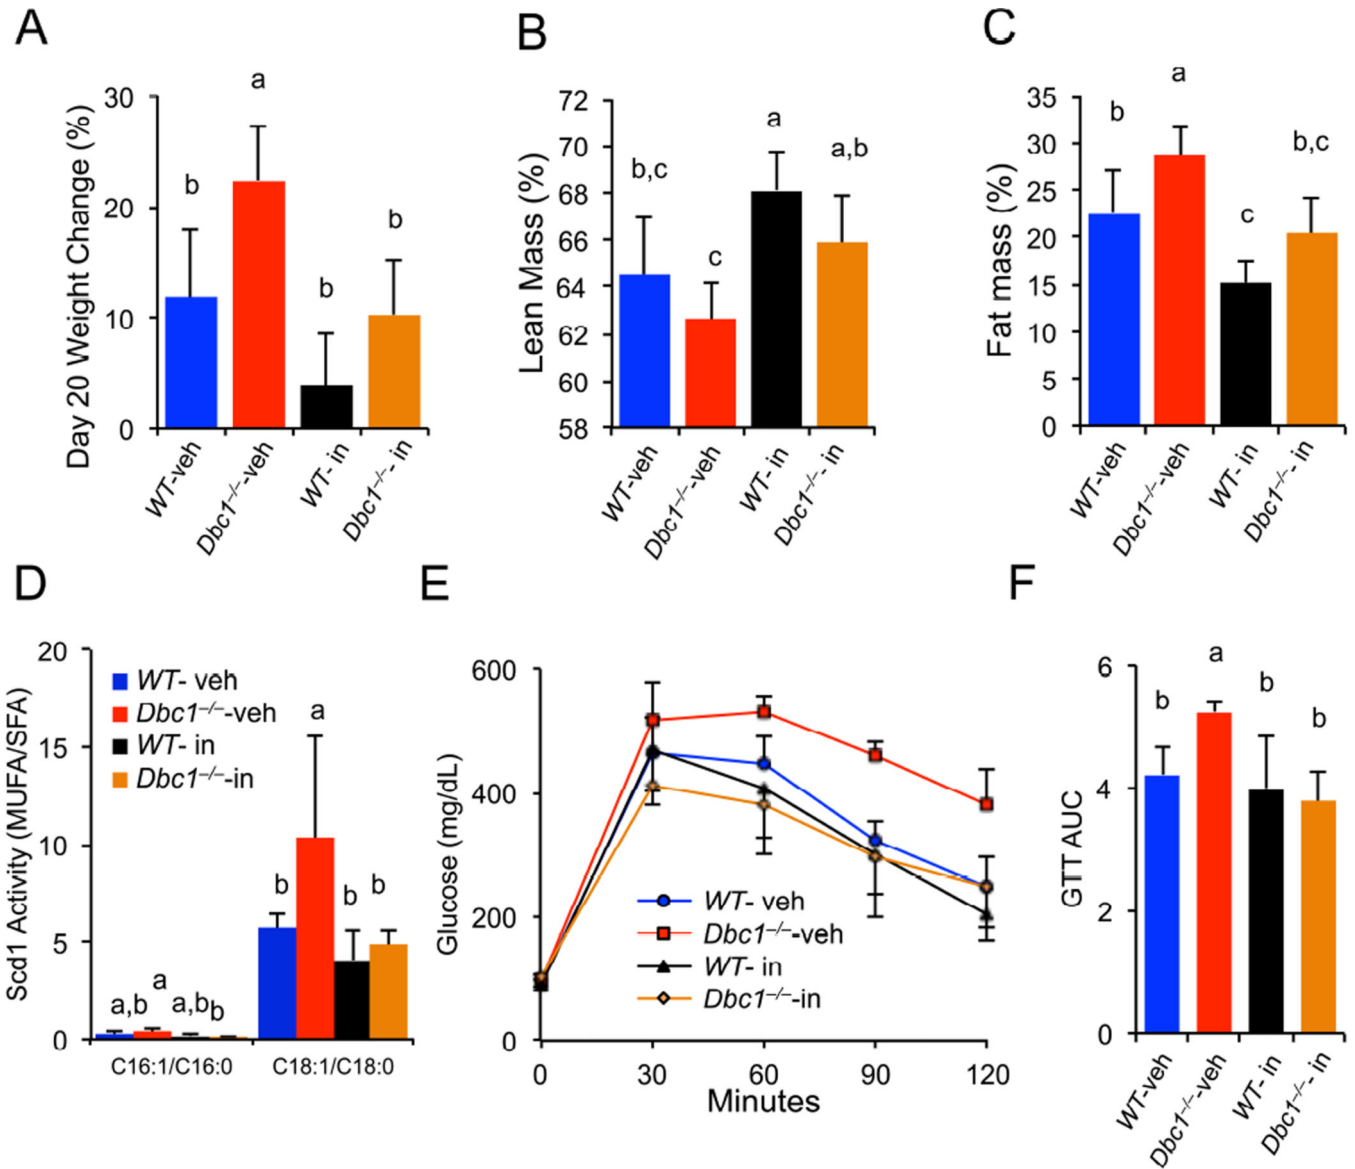 A
Day 20 Weight Change (%)
30
20
10
0
a
b
b
b
WT-veh
Dbc1–/–-veh
WT- in
Dbc1–/–- in
B
Lean Mass (%)
72
70
68
66
64
62
60
58
b,c
c
a
a,b
WT-veh
Dbc1–/–-veh
WT- in
Dbc1–/–- in
C
Fat mass (%)
35
30
25
20
15
10
5
0
b
a
c
b,c
WT-veh
Dbc1–/–-veh
WT- in
Dbc1–/–- in
D
Scd1 Activity (MUFA/SFA)
20
15
10
5
0
WT- veh
Dbc1–/–-veh
WT- in
Dbc1–/–-in
a,b
a
a,b
b
b
a
b
b
C16:1/C16:0
C18:1/C18:0
E
Glucose (mg/dL)
600
400
200
0
WT- veh
Dbc1–/–-veh
WT- in
Dbc1–/–-in
0 30 60 90 120
Minutes
F
GTT AUC
6
4
2
0
b
a
b
b
WT-veh
Dbc1–/–-veh
WT- in
Dbc1–/–- in